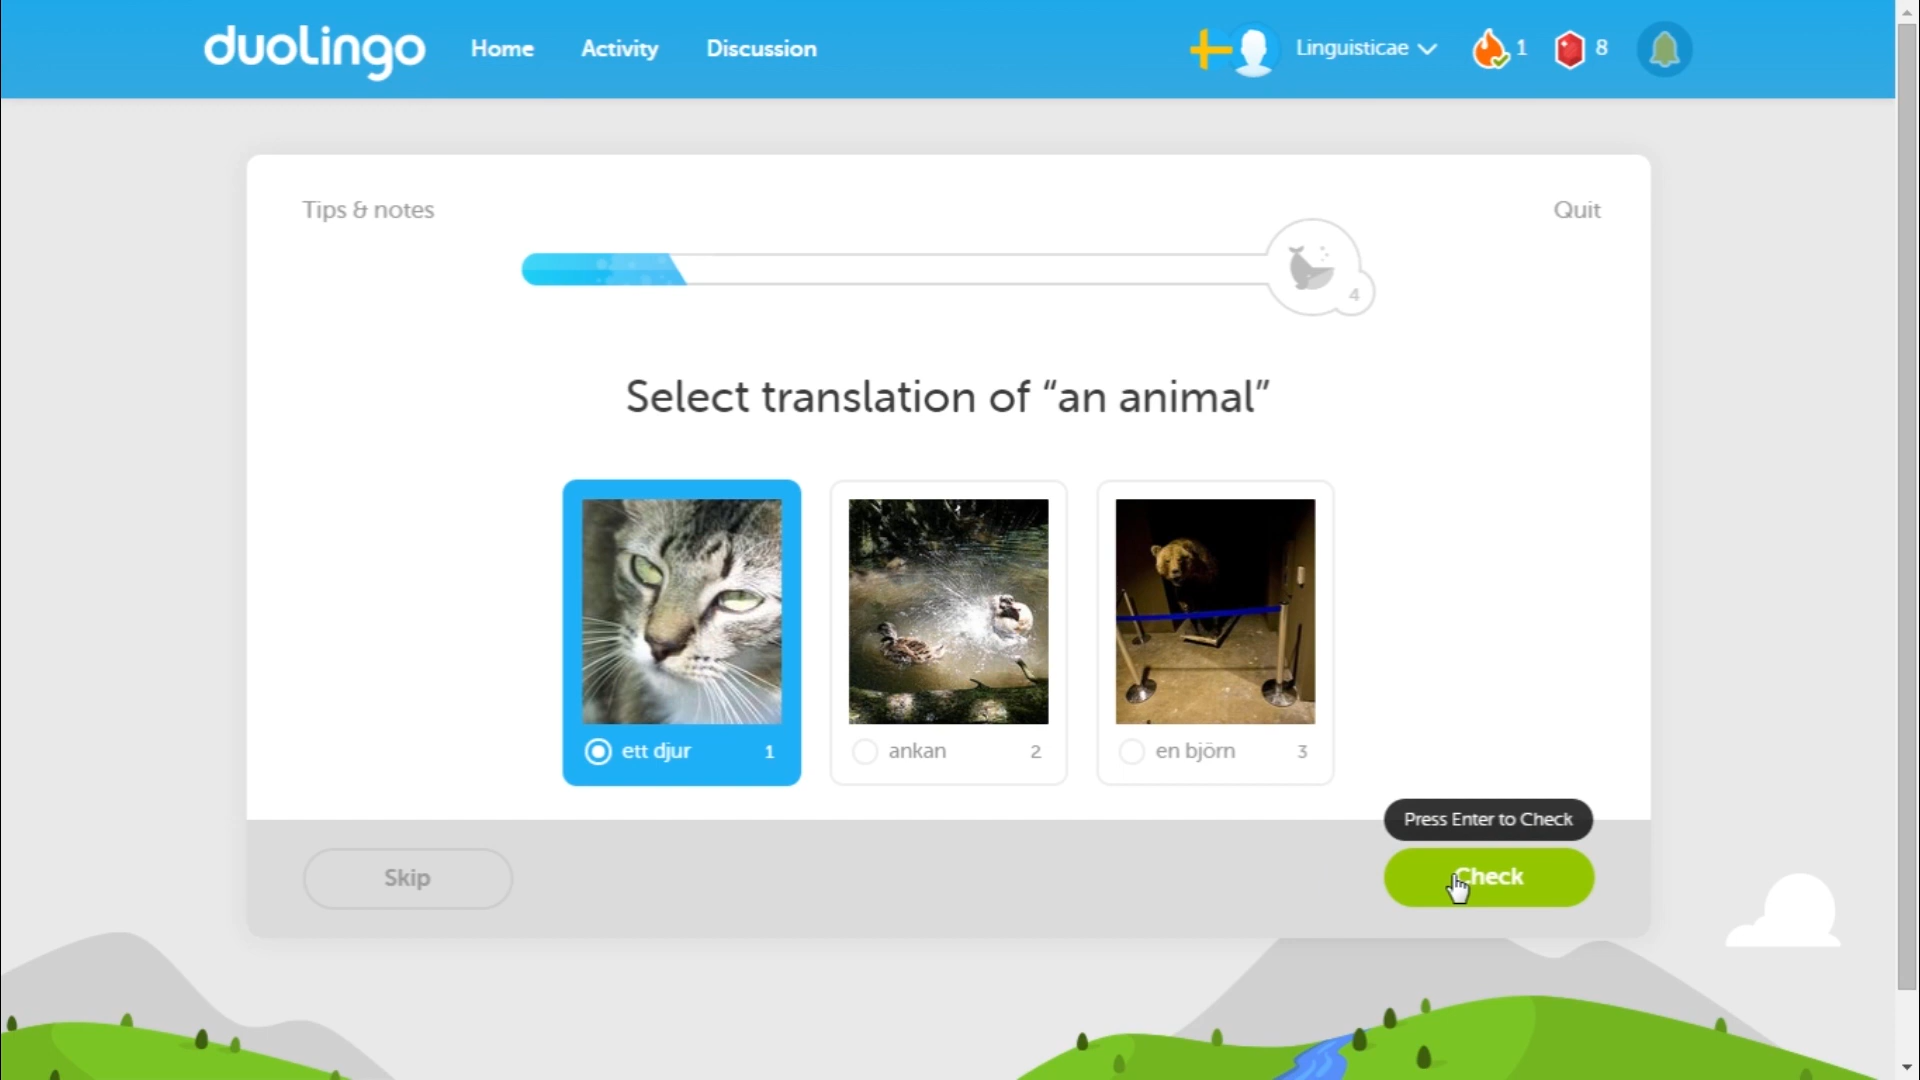 duolingo Home Activity Discussion Linguisticae 1 8
Tips & notes Quit
4
Select translation of “an animal”
ett djur 1
ankan 2
en björn 3
Press Enter to Check
Skip Check